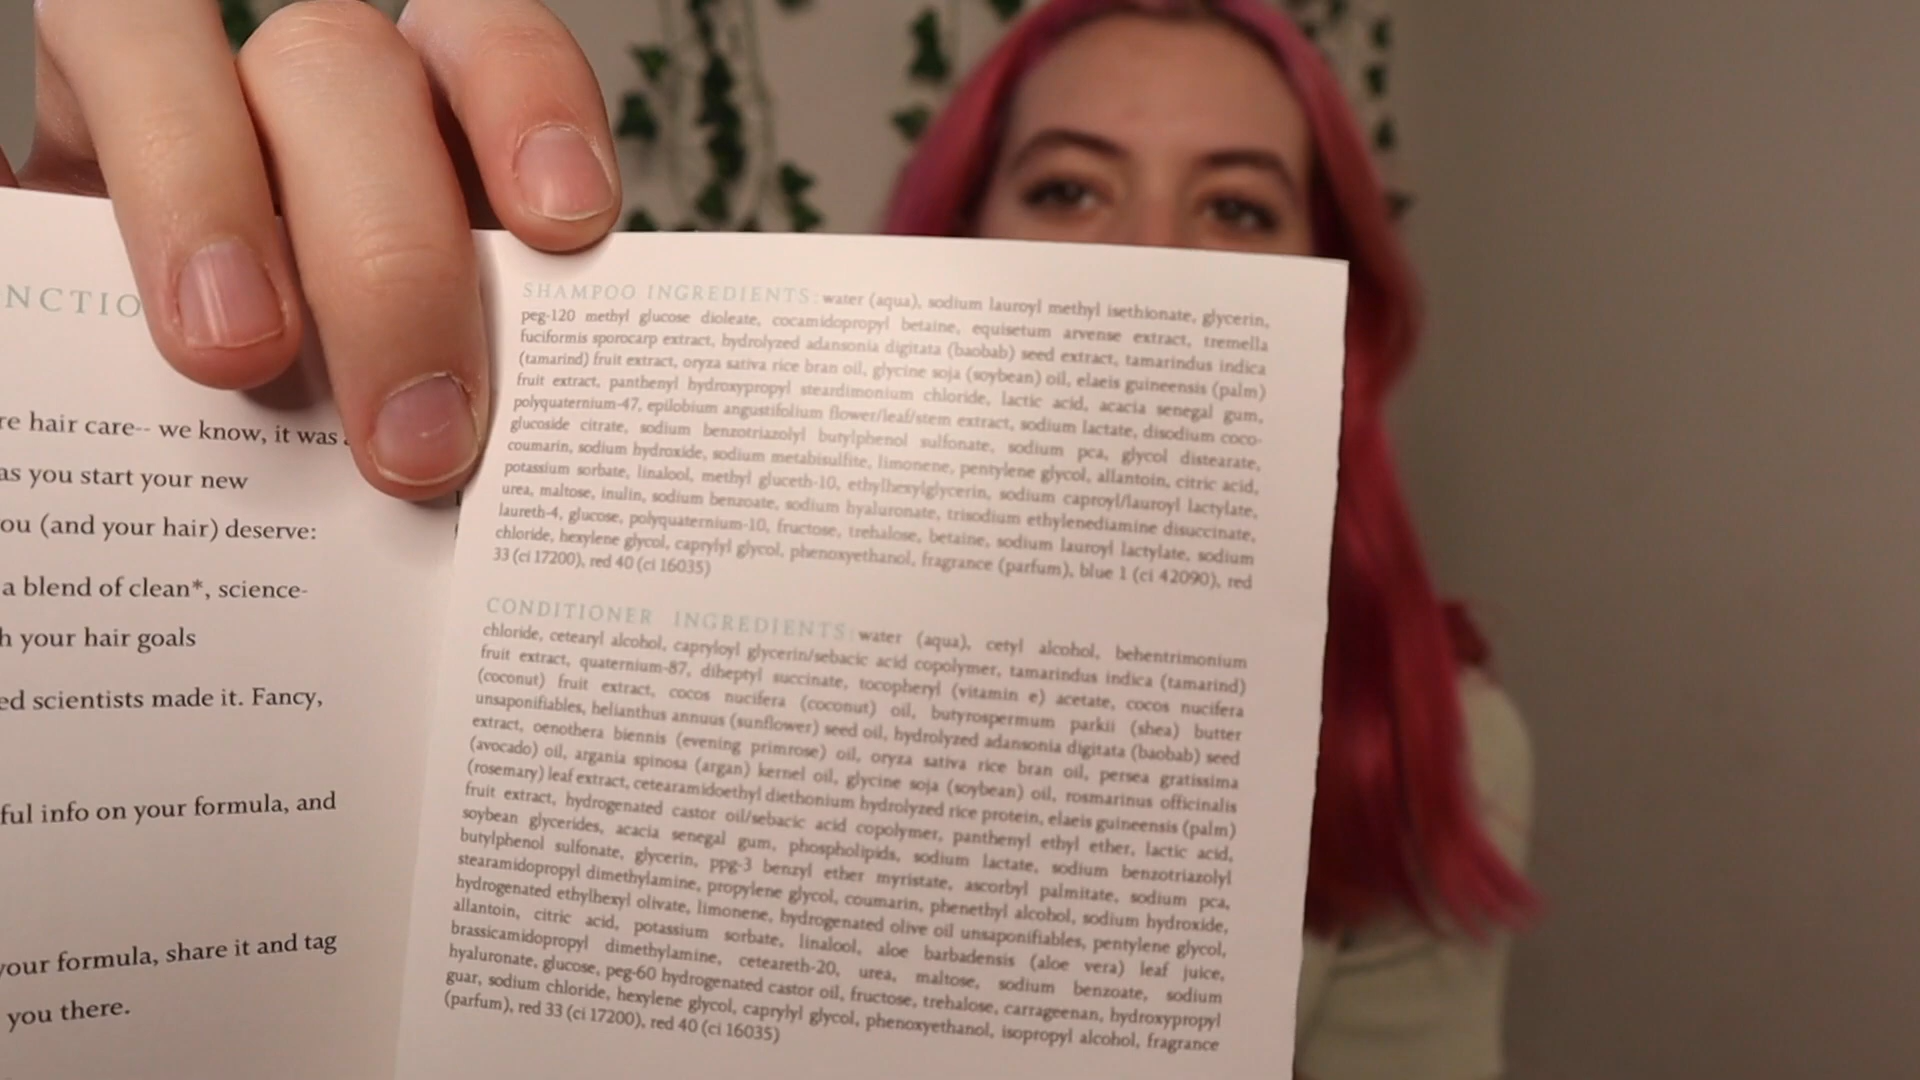 NCTIO
re hair care-- we know, it was
as you start your new
ou (and your hair) deserve:
a blend of clean*, science-
h your hair goals
ed scientists made it. Fancy,
ful info on your formula, and
your formula, share it and tag
you there.
SHAMPOO INGREDIENTS: water (aqua), sodium lauroyl methyl isethionate, glycerin,
peg-120 methyl glucose dioleate, cocamidopropyl betaine, equisetum arvense extract, tremella
fuciformis sporocarp extract, hydrolyzed adansonia digitata (baobab) seed extract, tamarindus indica
(tamarind) fruit extract, oryza sativa rice bran oil, glycine soja (soybean) oil, elaeis guineensis (palm)
fruit extract, panthenyl hydroxypropyl steardimonium chloride, lactic acid, acacia senegal gum,
polyquaternium-47, epilobium angustifolium flower/leaf/stem extract, sodium lactate, disodium coco-
glucoside citrate, sodium benzotriazolyl butylphenol sulfonate, sodium pca, glycol distearate,
coumarin, sodium hydroxide, sodium metabisulfite, limonene, pentylene glycol, allantoin, citric acid,
potassium sorbate, linalool, methyl gluceth-10, ethylhexylglycerin, sodium caproyl/lauroyl lactylate,
urea, maltose, inulin, sodium benzoate, sodium hyaluronate, trisodium ethylenediamine disuccinate,
laureth-4, glucose, polyquaternium-10, fructose, trehalose, betaine, sodium lauroyl lactylate, sodium
chloride, hexylene glycol, caprylyl glycol, phenoxyethanol, fragrance (parfum), blue 1 (ci 42090), red
33 (ci 17200), red 40 (ci 16035)
CONDITIONER INGREDIENTS: water (aqua), cetyl alcohol, behentrimonium
chloride, cetearyl alcohol, capryloyl glycerin/sebacic acid copolymer, tamarindus indica (tamarind)
fruit extract, quaternium-87, diheptyl succinate, tocopheryl (vitamin e) acetate, cocos nucifera
(coconut) fruit extract, cocos nucifera (coconut) oil, butyrospermum parkii (shea) butter
unsaponifiables, helianthus annuus (sunflower) seed oil, hydrolyzed adansonia digitata (baobab) seed
extract, oenothera biennis (evening primrose) oil, oryza sativa rice bran oil, persea gratissima
(avocado) oil, argania spinosa (argan) kernel oil, glycine soja (soybean) oil, rosmarinus officinalis
(rosemary) leaf extract, cetearamidoethyl diethonium hydrolyzed rice protein, elaeis guineensis (palm)
fruit extract, hydrogenated castor oil/sebacic acid copolymer, panthenyl ethyl ether, lactic acid,
soybean glycerides, acacia senegal gum, phospholipids, sodium lactate, sodium benzotriazolyl
butylphenol sulfonate, glycerin, ppg-3 benzyl ether myristate, ascorbyl palmitate, sodium pca,
stearamidopropyl dimethylamine, propylene glycol, coumarin, phenethyl alcohol, sodium hydroxide,
hydrogenated ethylhexyl olivate, limonene, hydrogenated olive oil unsaponifiables, pentylene glycol,
allantoin, citric acid, potassium sorbate, linalool, aloe barbadensis (aloe vera) leaf juice,
brassicamidopropyl dimethylamine, ceteareth-20, urea, maltose, sodium benzoate, sodium
hyaluronate, glucose, peg-60 hydrogenated castor oil, fructose, trehalose, carrageenan, hydroxypropyl
guar, sodium chloride, hexylene glycol, caprylyl glycol, phenoxyethanol, isopropyl alcohol, fragrance
(parfum), red 33 (ci 17200), red 40 (ci 16035)